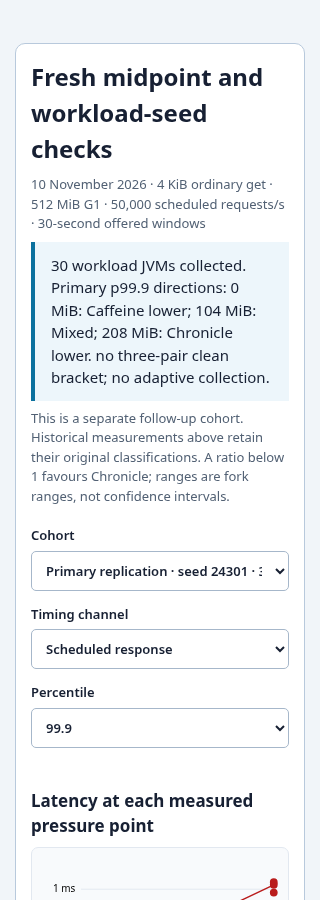 Fresh midpoint and
workload-seed
checks
10 November 2026 · 4 KiB ordinary get ·
512 MiB G1 · 50,000 scheduled requests/s
· 30-second offered windows
30 workload JVMs collected.
Primary p99.9 directions: 0
MiB: Caffeine lower; 104 MiB:
Mixed; 208 MiB: Chronicle
lower. no three-pair clean
bracket; no adaptive collection.
This is a separate follow-up cohort.
Historical measurements above retain
their original classifications. A ratio below
1 favours Chronicle; ranges are fork
ranges, not confidence intervals.
Cohort
Primary replication · seed 24301 ·
Timing channel
Scheduled response
Percentile
99.9
Latency at each measured
pressure point
1 ms